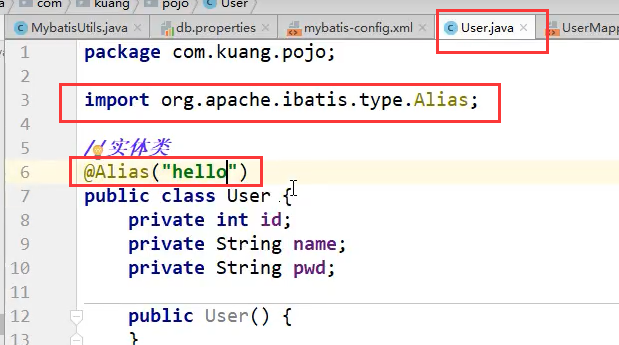 com kuang pojo User
MybatisUtils.java db.properties mybatis-config.xml User.java
1 package com.kuang.pojo;
2
3 import org.apache.ibatis.type.Alias;
4
5 //实体类
6 @Alias("hello")
7 public class User {
8 private int id;
9 private String name;
10 private String pwd;
11
12 public User() {
13 }